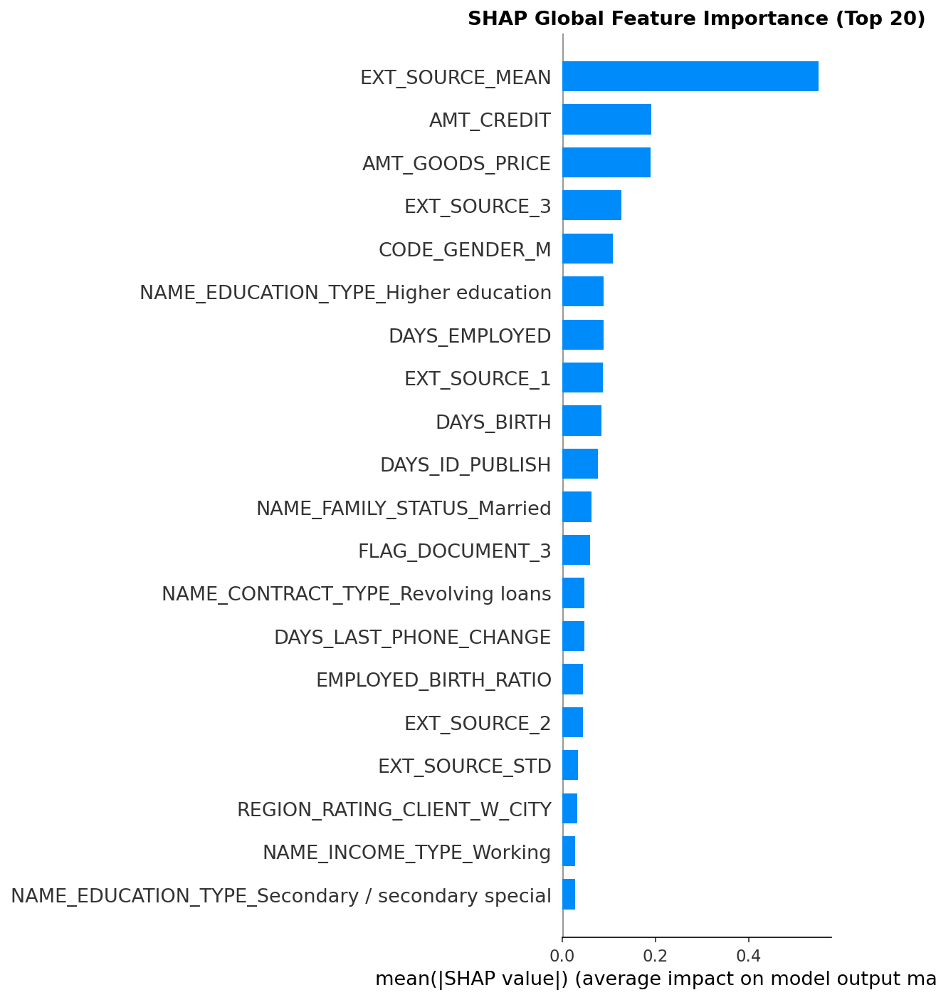 SHAP Global Feature Importance (Top 20)
EXT_SOURCE_MEAN
AMT_CREDIT
AMT_GOODS_PRICE
EXT_SOURCE_3
CODE_GENDER_M
NAME_EDUCATION_TYPE_Higher education
DAYS_EMPLOYED
EXT_SOURCE_1
DAYS_BIRTH
DAYS_ID_PUBLISH
NAME_FAMILY_STATUS_Married
FLAG_DOCUMENT_3
NAME_CONTRACT_TYPE_Revolving loans
DAYS_LAST_PHONE_CHANGE
EMPLOYED_BIRTH_RATIO
EXT_SOURCE_2
EXT_SOURCE_STD
REGION_RATING_CLIENT_W_CITY
NAME_INCOME_TYPE_Working
NAME_EDUCATION_TYPE_Secondary / secondary special
0.0 0.2 0.4
mean(|SHAP value|) (average impact on model output ma